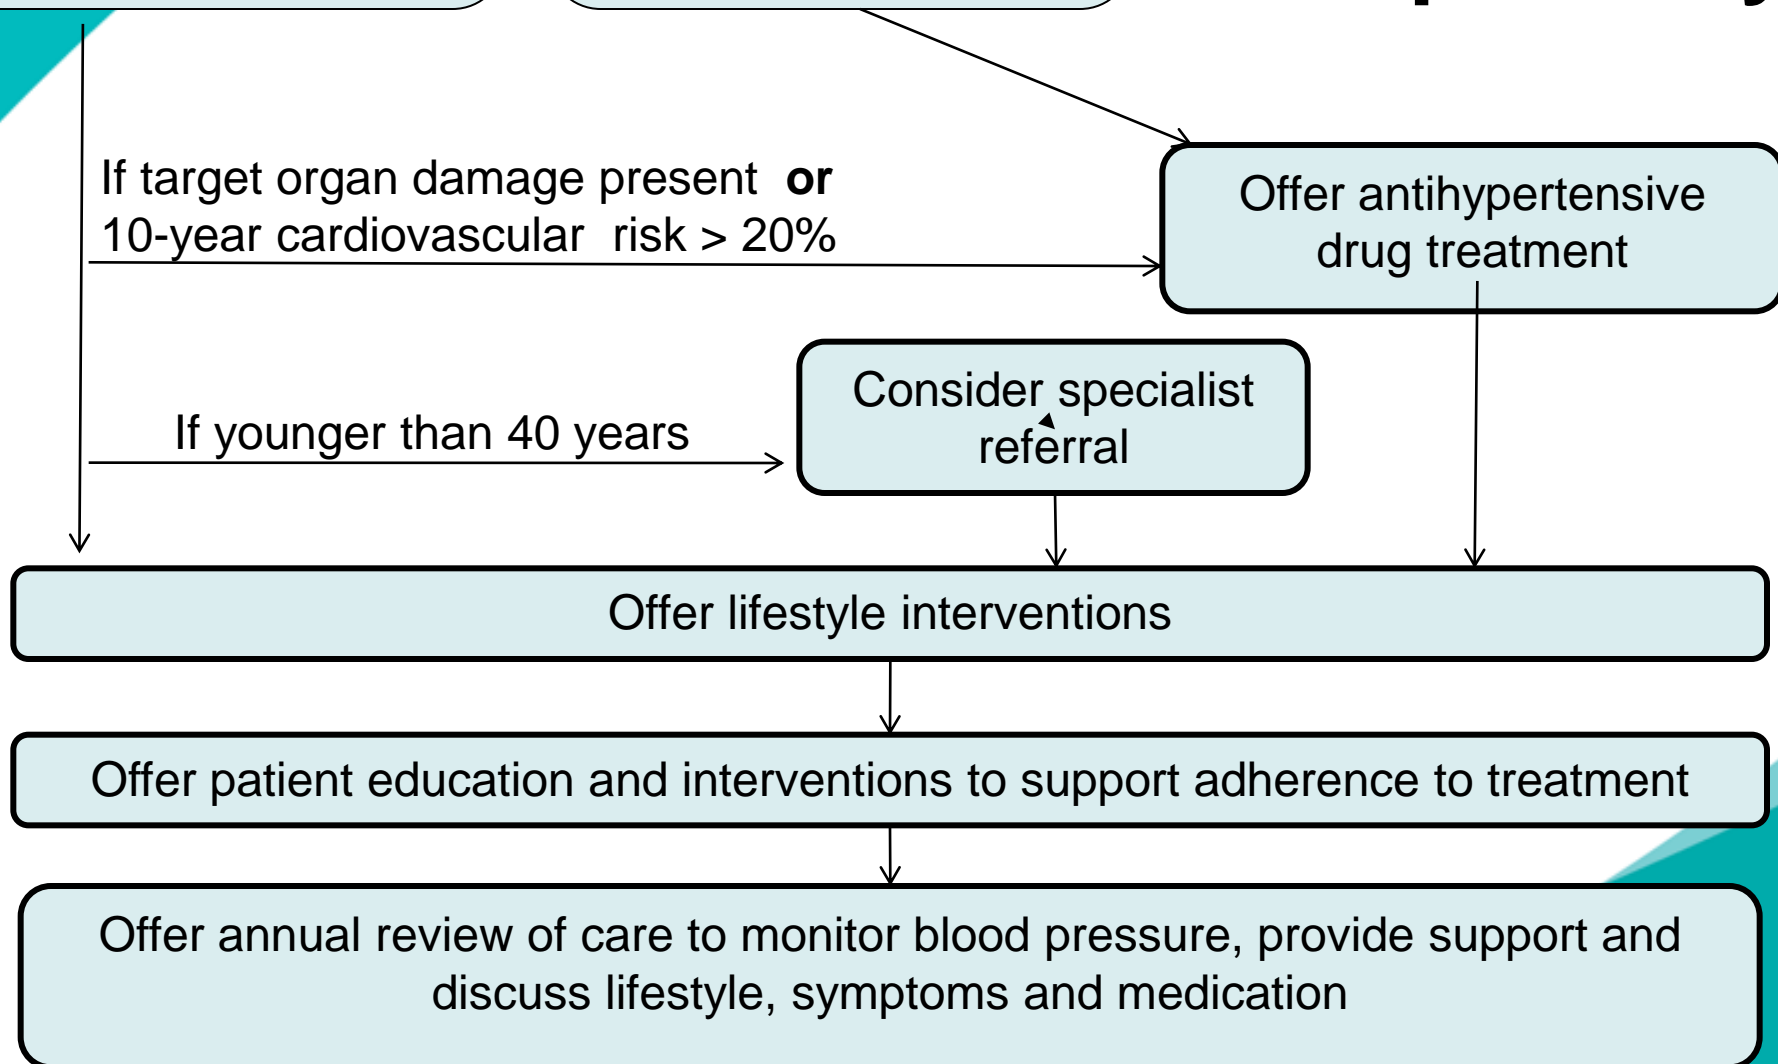 If target organ damage present or
10-year cardiovascular risk > 20%
Offer antihypertensive
drug treatment
Consider specialist
referral
If younger than 40 years
Offer lifestyle interventions
Offer patient education and interventions to support adherence to treatment
Offer annual review of care to monitor blood pressure, provide support and
discuss lifestyle, symptoms and medication